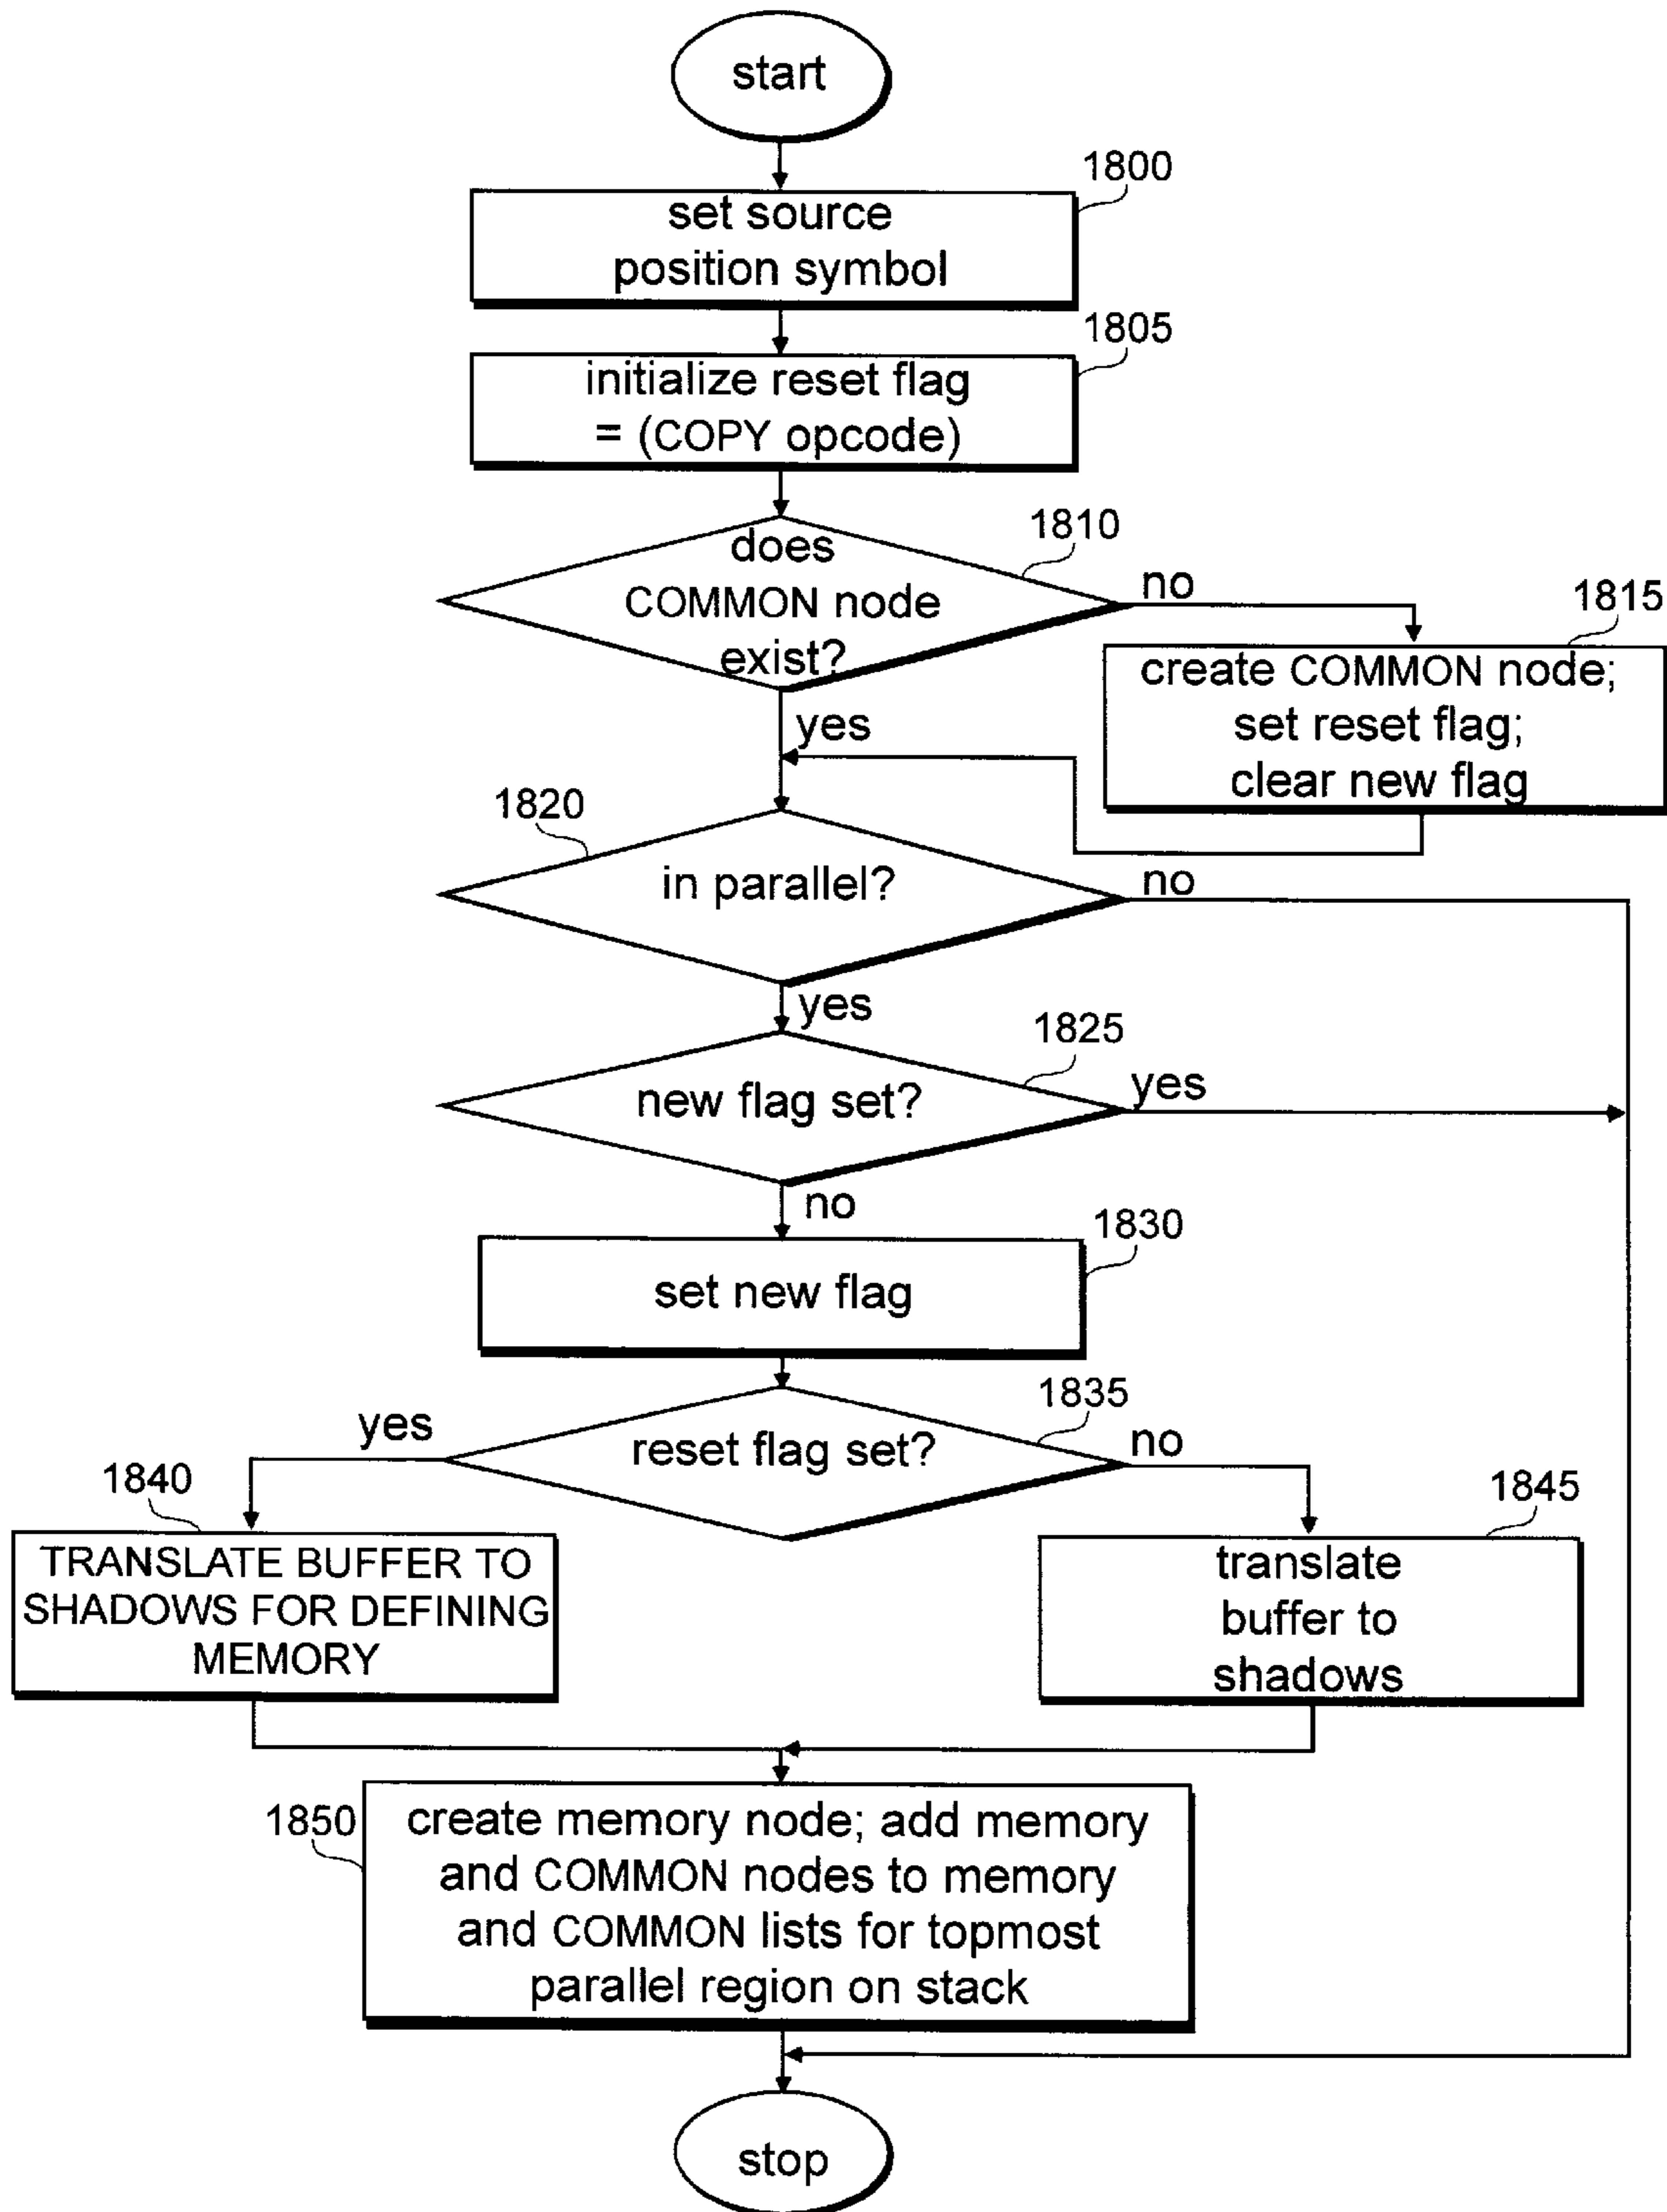 start
1800
set source
position symbol
1805
initialize reset flag
= (COPY opcode)
1810
does
COMMON node
exist?
no
1815
create COMMON node;
set reset flag;
clear new flag
yes
1820
in parallel?
no
yes
1825
new flag set?
yes
no
1830
set new flag
1835
reset flag set?
yes
no
1840
TRANSLATE BUFFER TO
SHADOWS FOR DEFINING
MEMORY
1845
translate
buffer to
shadows
1850
create memory node; add memory
and COMMON nodes to memory
and COMMON lists for topmost
parallel region on stack
stop